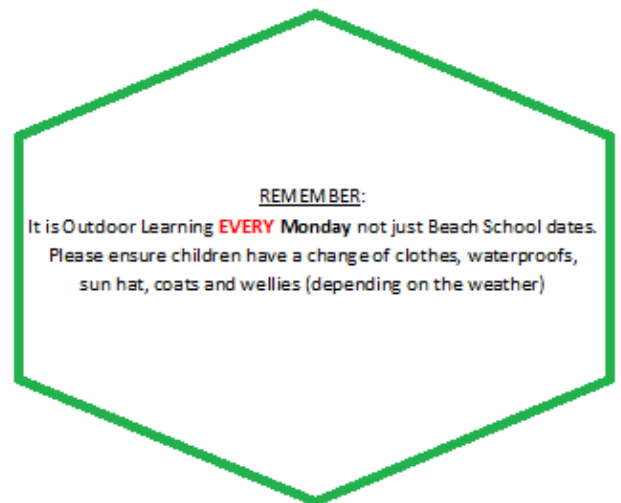 REMEMBER:
It is Outdoor Learning EVERY Monday not just Beach School dates.
Please ensure children have a change of clothes, waterproofs,
sun hat, coats and wellies (depending on the weather)